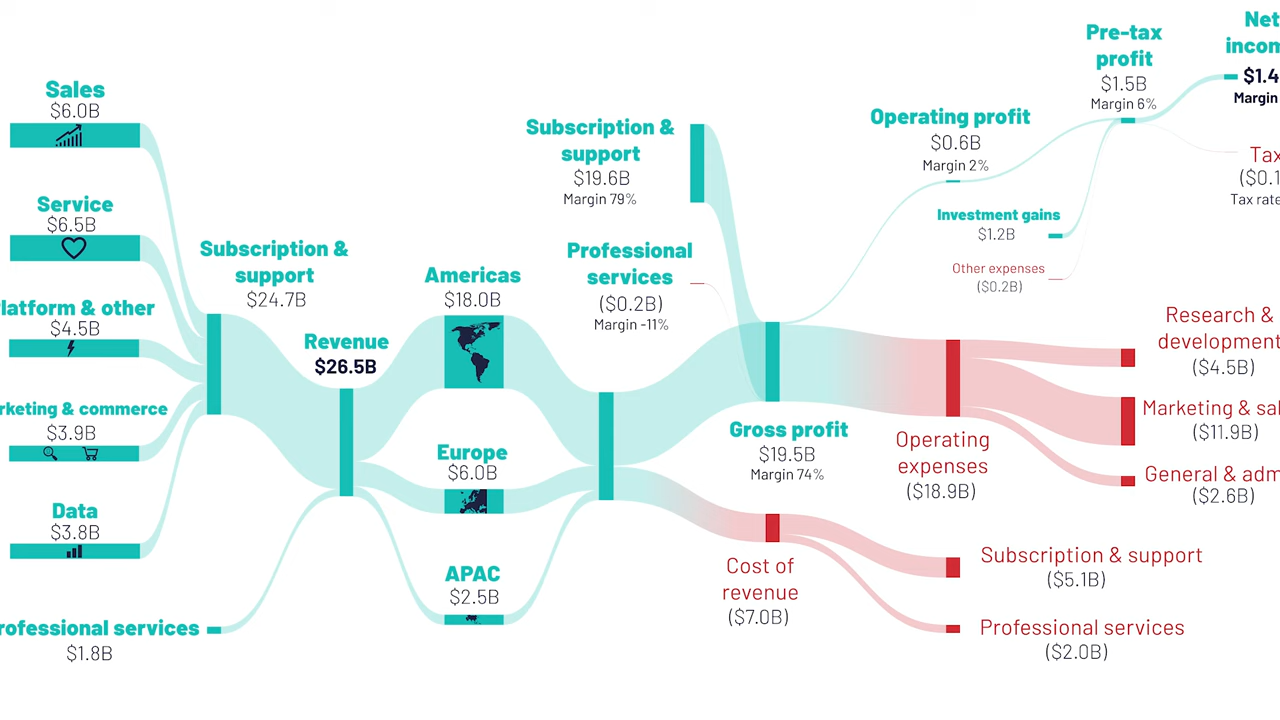 Sales
$6.0B
Service
$6.5B
latform & other
$4.5B
rketing & commerce
$3.9B
Data
$3.8B
rofessional services
$1.8B
Subscription &
support
$24.7B
Revenue
$26.5B
Americas
$18.0B
Europe
$6.0B
APAC
$2.5B
Subscription &
support
$19.6B
Margin 79%
Professional
services
($0.2B)
Margin -11%
Gross profit
$19.5B
Margin 74%
Cost of
revenue
($7.0B)
Operating profit
$0.6B
Margin 2%
Investment gains
$1.2B
Other expenses
($0.2B)
Operating
expenses
($18.9B)
Subscription & support
($5.1B)
Professional services
($2.0B)
Pre-tax
profit
$1.5B
Margin 6%
Net
incom
$1.4
Margin
Tax
($0.1
Tax rate
Research &
development
($4.5B)
Marketing & sal
($11.9B)
General & adm
($2.6B)